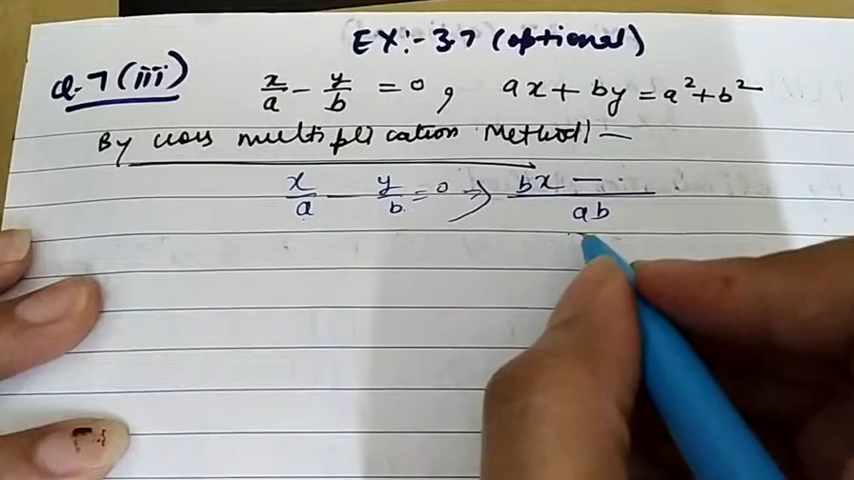 EX:- 3.7 (optional)
Q.7 (iii) x/a - y/b = 0, ax + by = a² + b²
By cross multiplication Method -
x/a - y/b = 0 → bx - / ab